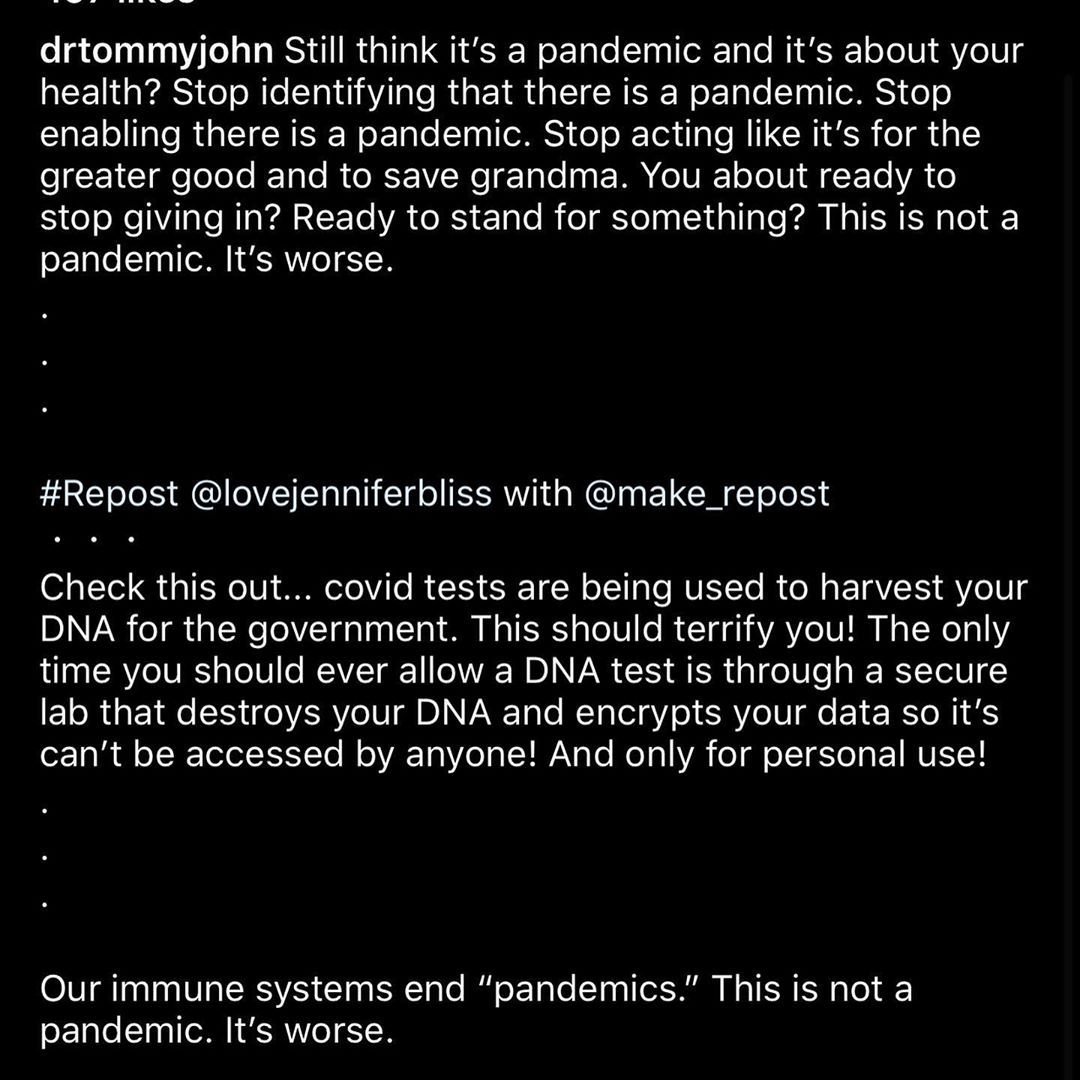 drtommyjohn Still think it’s a pandemic and it’s about your
health? Stop identifying that there is a pandemic. Stop
enabling there is a pandemic. Stop acting like it’s for the
greater good and to save grandma. You about ready to
stop giving in? Ready to stand for something? This is not a
pandemic. It’s worse.
.
.
.
#Repost @lovejenniferbliss with @make_repost
・・・
Check this out... covid tests are being used to harvest your
DNA for the government. This should terrify you! The only
time you should ever allow a DNA test is through a secure
lab that destroys your DNA and encrypts your data so it’s
can’t be accessed by anyone! And only for personal use!
.
.
.
Our immune systems end “pandemics.” This is not a
pandemic. It’s worse.